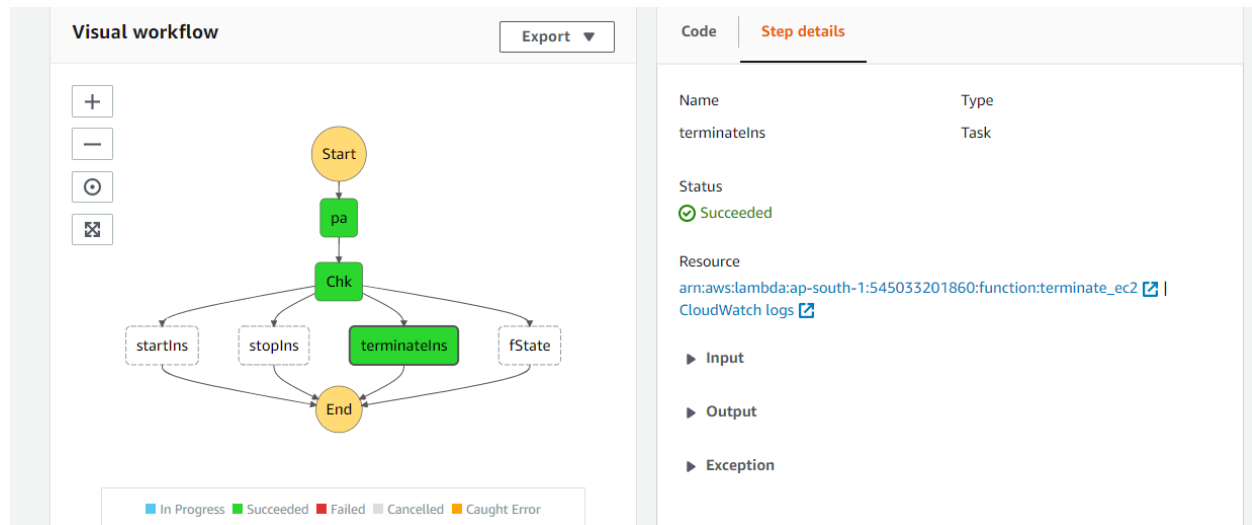 Visual workflow
Export
Start
pa
Chk
startIns
stopIns
terminateIns
fState
End
In Progress Succeeded Failed Cancelled Caught Error
Code
Step details
Name Type
terminateIns Task
Status
Succeeded
Resource
arn:aws:lambda:ap-south-1:545033201860:function:terminate_ec2 |
CloudWatch logs
Input
Output
Exception